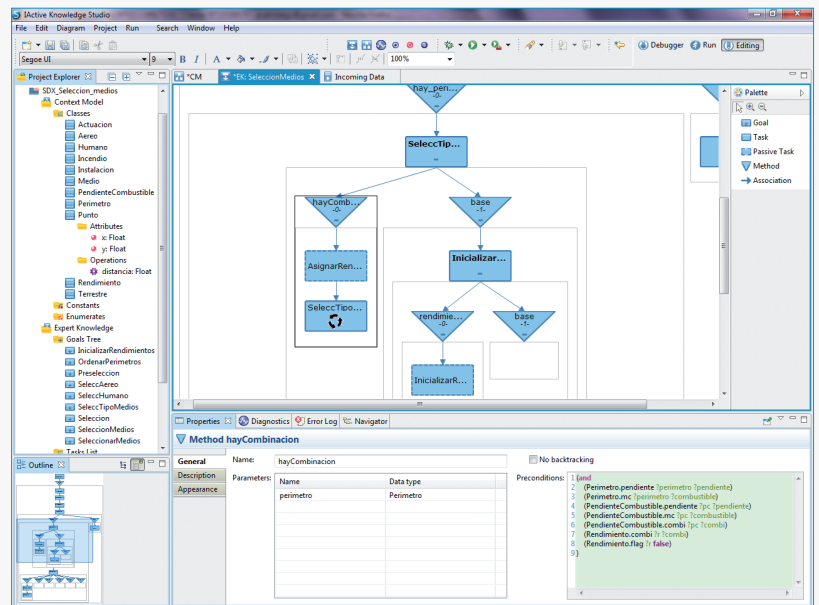 IActive Knowledge Studio
File Edit Diagram Project Run Search Window Help
100%
Debugger Run Editing
Segoe UI 9 B I A
Project Explorer
*CM *EK: SeleccionMedios Incoming Data
SDX_Seleccion_medios
Context Model
Classes
Actuacion
Aereo
Humano
Incendio
Instalacion
Medio
PendienteCombustible
Perimetro
Punto
Attributes
x: Float
y: Float
Operations
distancia: Float
Rendimiento
Terrestre
Constants
Enumerates
Expert Knowledge
Goals Tree
InicializarRendimientos
OrdenarPerimetros
Preseleccion
SeleccAereo
SeleccHumano
SeleccTipoMedios
Seleccion
SeleccionMedios
SeleccionarMedios
Tasks List
hay_peri...
-0-
SeleccTip...
hayComb...
-0-
base
-1-
AsignarRen...
Inicializar...
SeleccTipo...
rendimie...
-0-
base
-1-
InicializarR...
Palette
Goal
Task
Passive Task
Method
Association
Outline
Properties Diagnostics Error Log Navigator
Method hayCombinacion
General
Description
Appearance
Name: hayCombinacion
Parameters:
Name Data type
perimetro Perimetro
No backtracking
Preconditions:
1 (and
2 (Perimetro.pendiente ?perimetro ?pendiente)
3 (Perimetro.mc ?perimetro ?combustible)
4 (PendienteCombustible.pendiente ?pc ?pendiente)
5 (PendienteCombustible.mc ?pc ?combustible)
6 (PendienteCombustible.combi ?pc ?combi)
7 (Rendimiento.combi ?r ?combi)
8 (Rendimiento.flag ?r false)
9 )